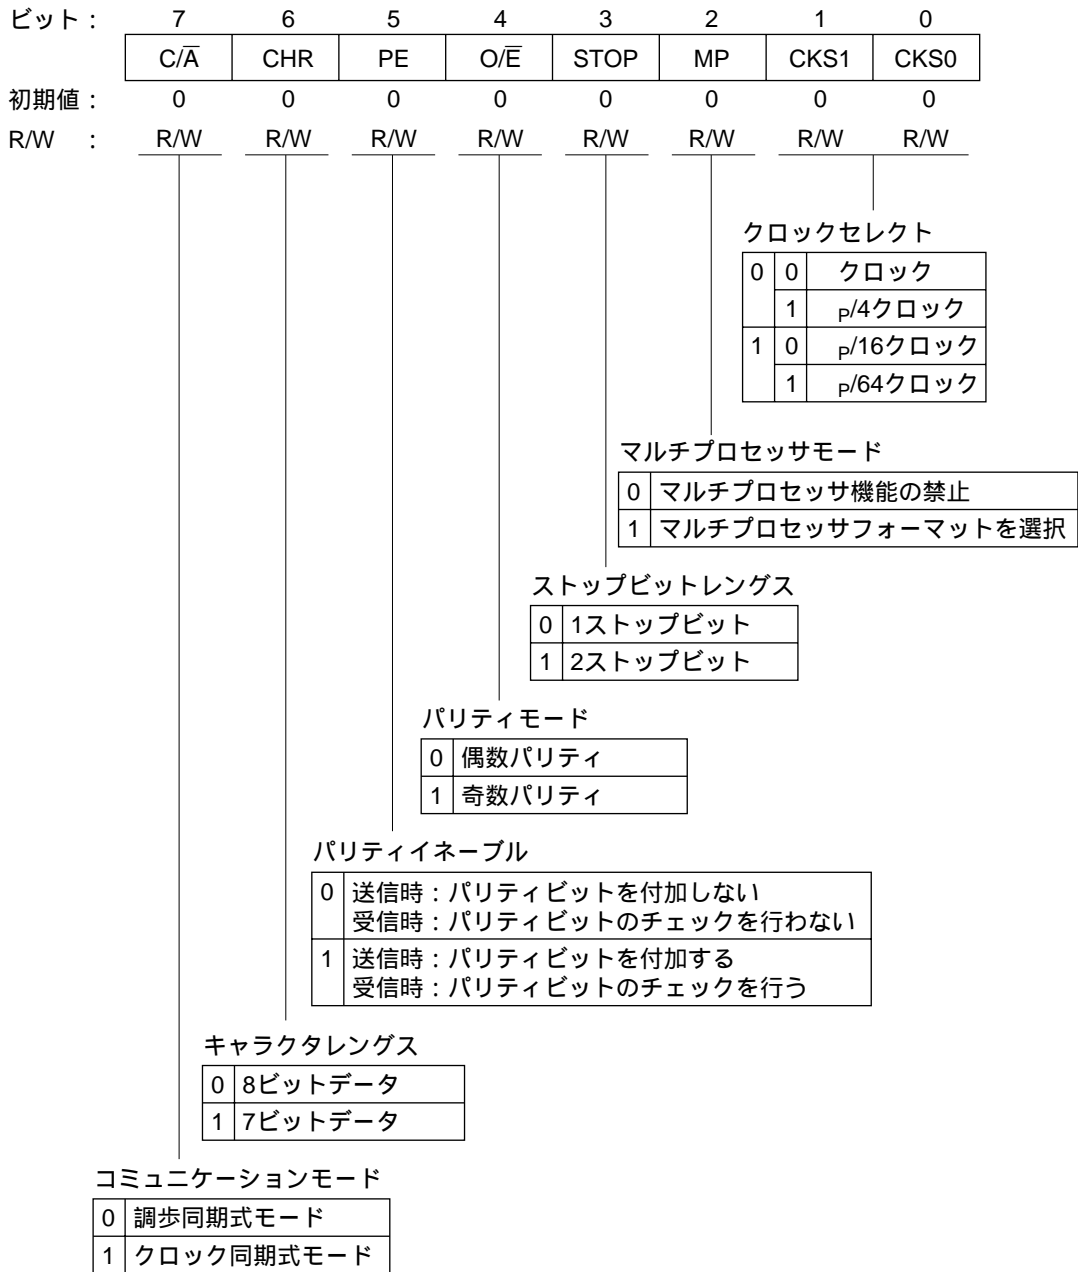 ビット： 7 6 5 4 3 2 1 0
C/A̅ CHR PE O/E̅ STOP MP CKS1 CKS0
初期値： 0 0 0 0 0 0 0 0
R/W ： R/W R/W R/W R/W R/W R/W R/W R/W
クロックセレクト
0 0 クロック
1 P/4クロック
1 0 P/16クロック
1 P/64クロック
マルチプロセッサモード
0 マルチプロセッサ機能の禁止
1 マルチプロセッサフォーマットを選択
ストップビットレングス
0 1ストップビット
1 2ストップビット
パリティモード
0 偶数パリティ
1 奇数パリティ
パリティイネーブル
0 送信時：パリティビットを付加しない
受信時：パリティビットのチェックを行わない
1 送信時：パリティビットを付加する
受信時：パリティビットのチェックを行う
キャラクタレングス
0 8ビットデータ
1 7ビットデータ
コミュニケーションモード
0 調歩同期式モード
1 クロック同期式モード